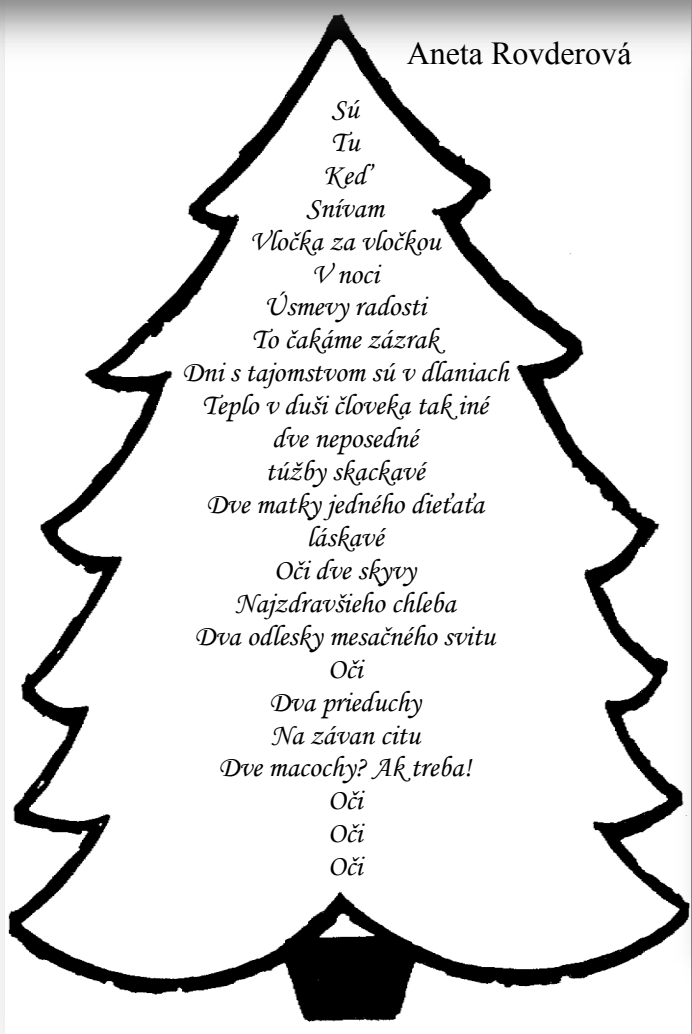 Aneta Rovderová
Sú
Tu
Keď
Snívam
Vločka za vločkou
V noci
Úsmevy radosti
To čakáme zázrak
Dni s tajomstvom sú v dlaniach
Teplo v duši človeka tak iné
dve neposedné
túžby skackavé
Dve matky jedného dieťaťa
láskavé
Oči dve skyvy
Najzdravšieho chleba
Dva odlesky mesačného svitu
Oči
Dva prieduchy
Na závan citu
Dve macochy? Ak treba!
Oči
Oči
Oči